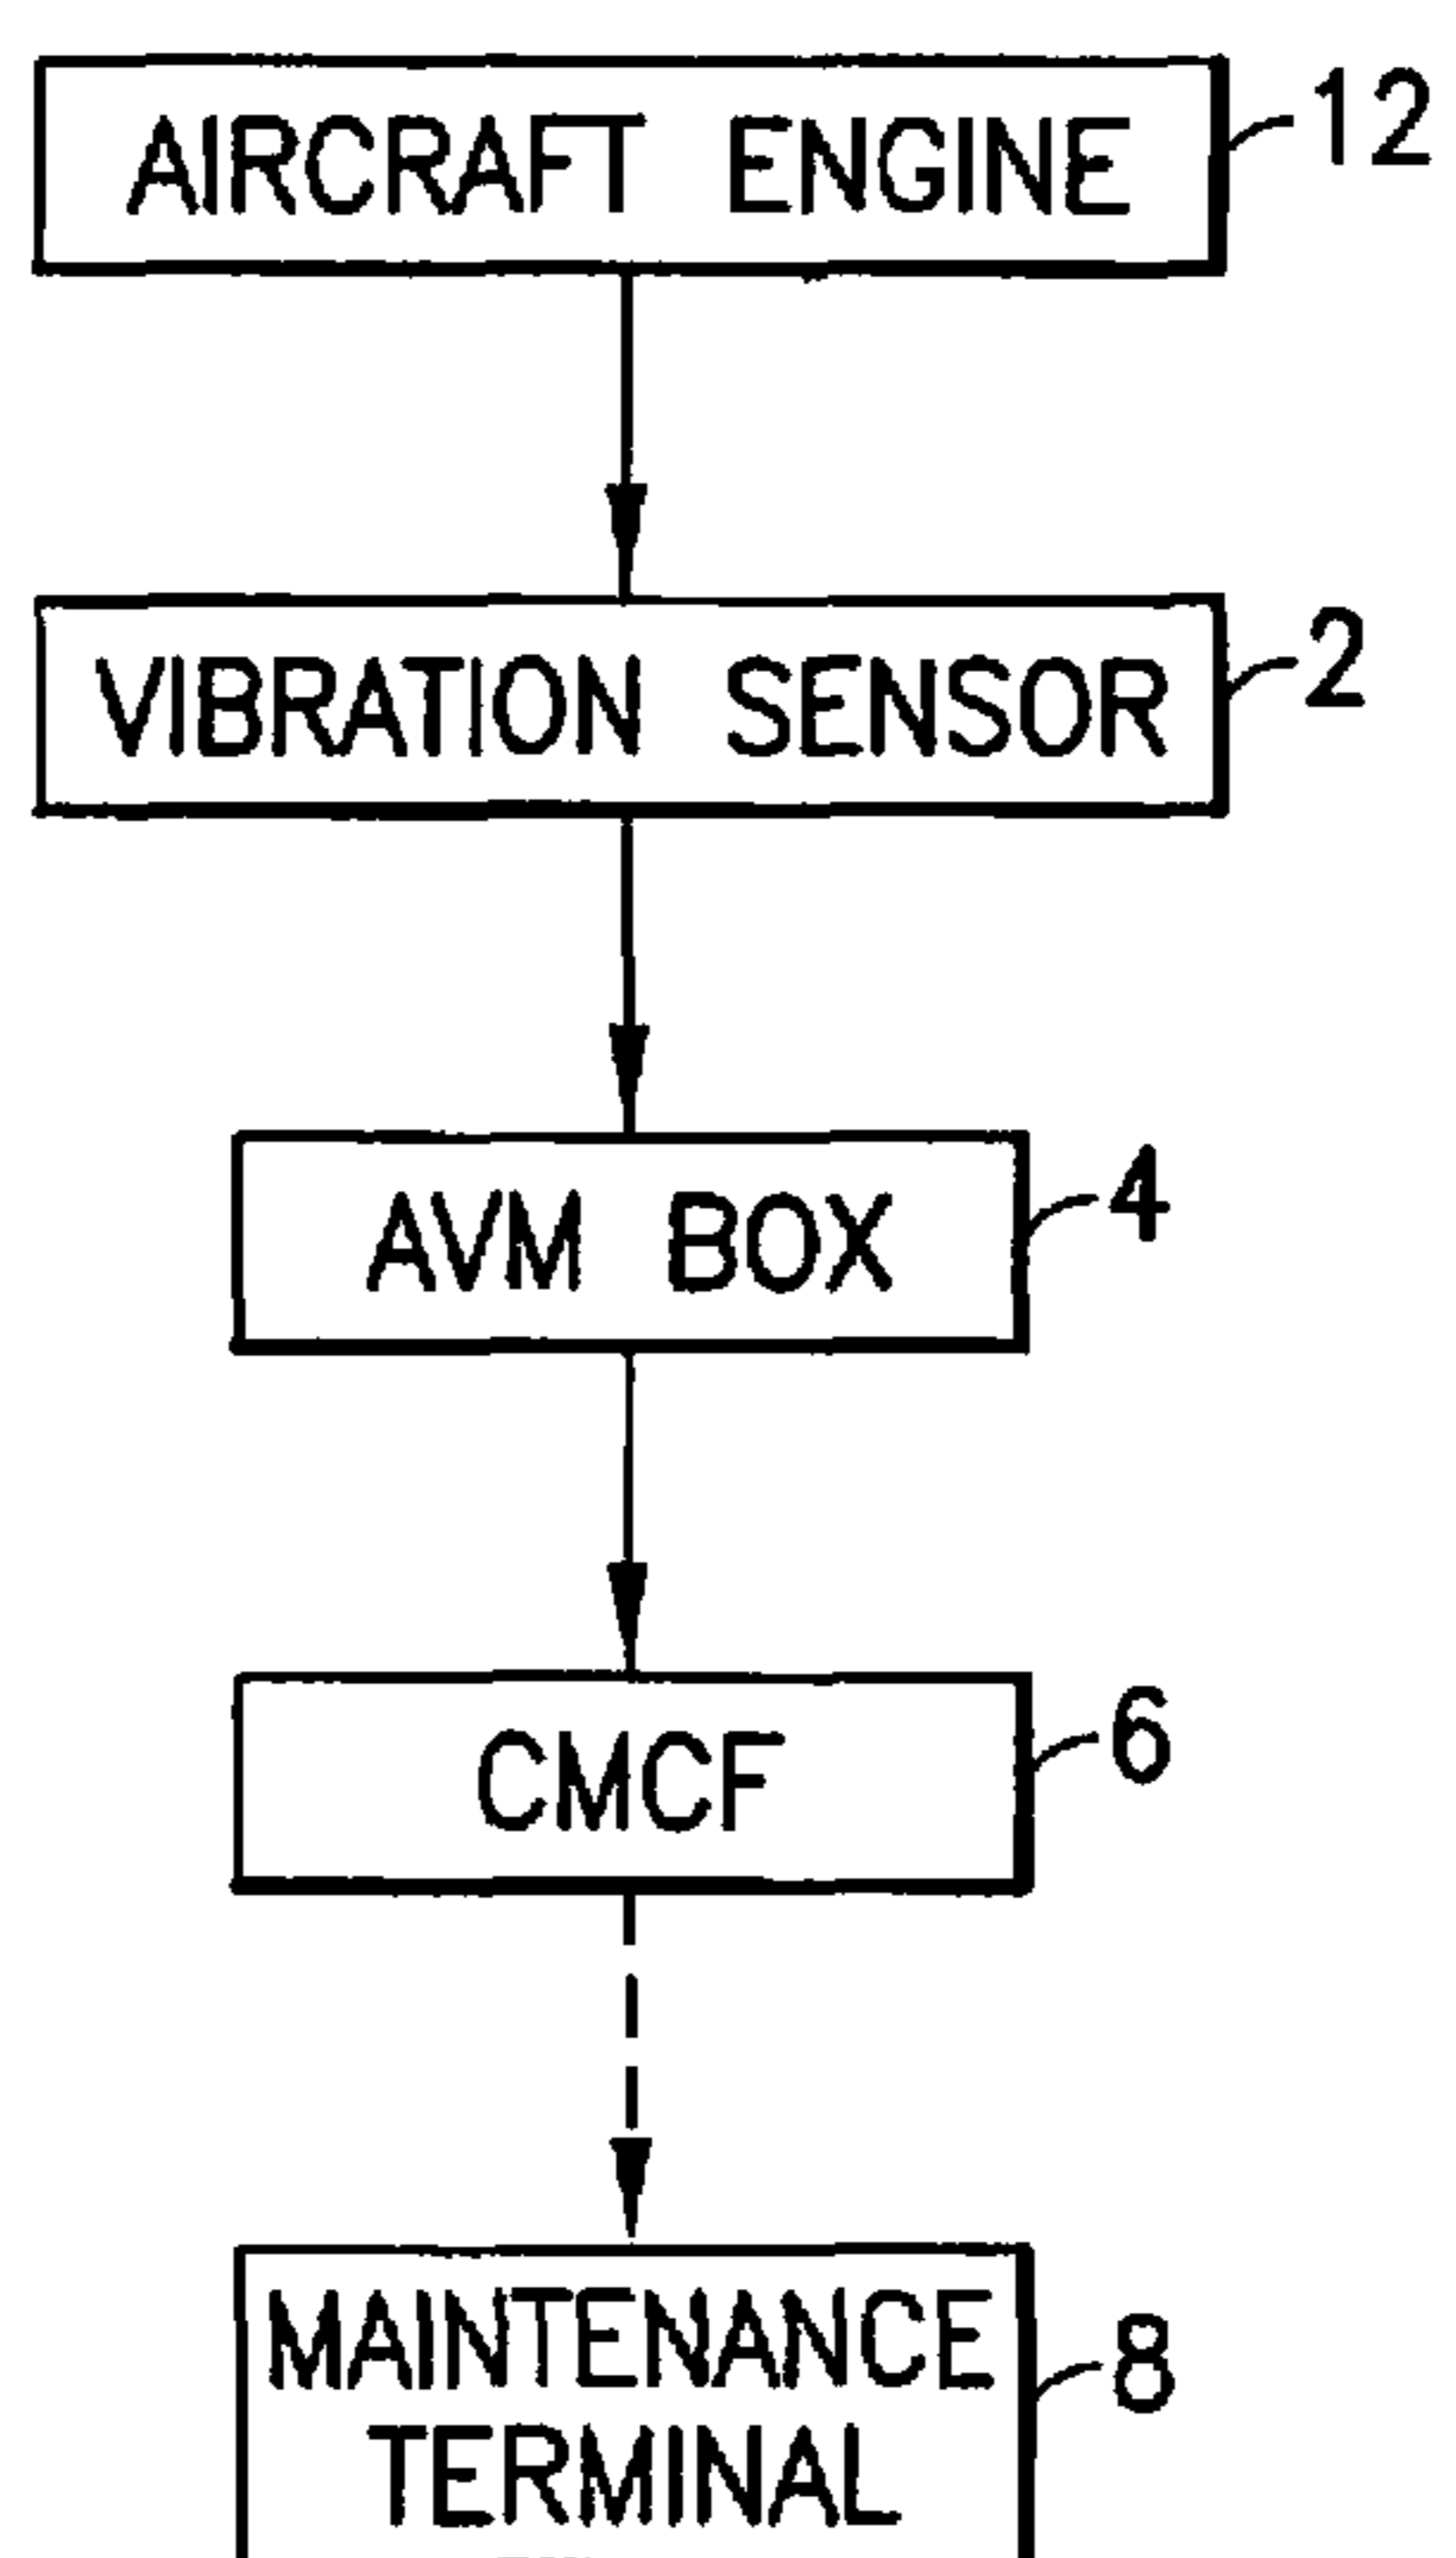 AIRCRAFT ENGINE 12
VIBRATION SENSOR 2
AVM BOX 4
CMCF 6
MAINTENANCE 8
TERMINAL